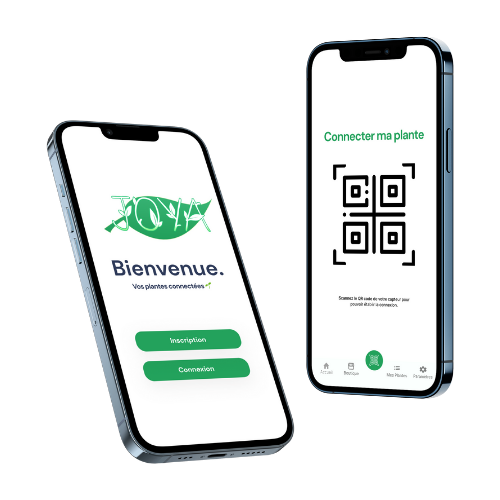 JOYA
Bienvenue.
Vos plantes connectées
Inscription
Connexion
Connecter ma plante
Scannez le QR code de votre capteur pour
pouvoir établir la connexion.
Accueil
Boutique
Mes Plantes
Paramètres